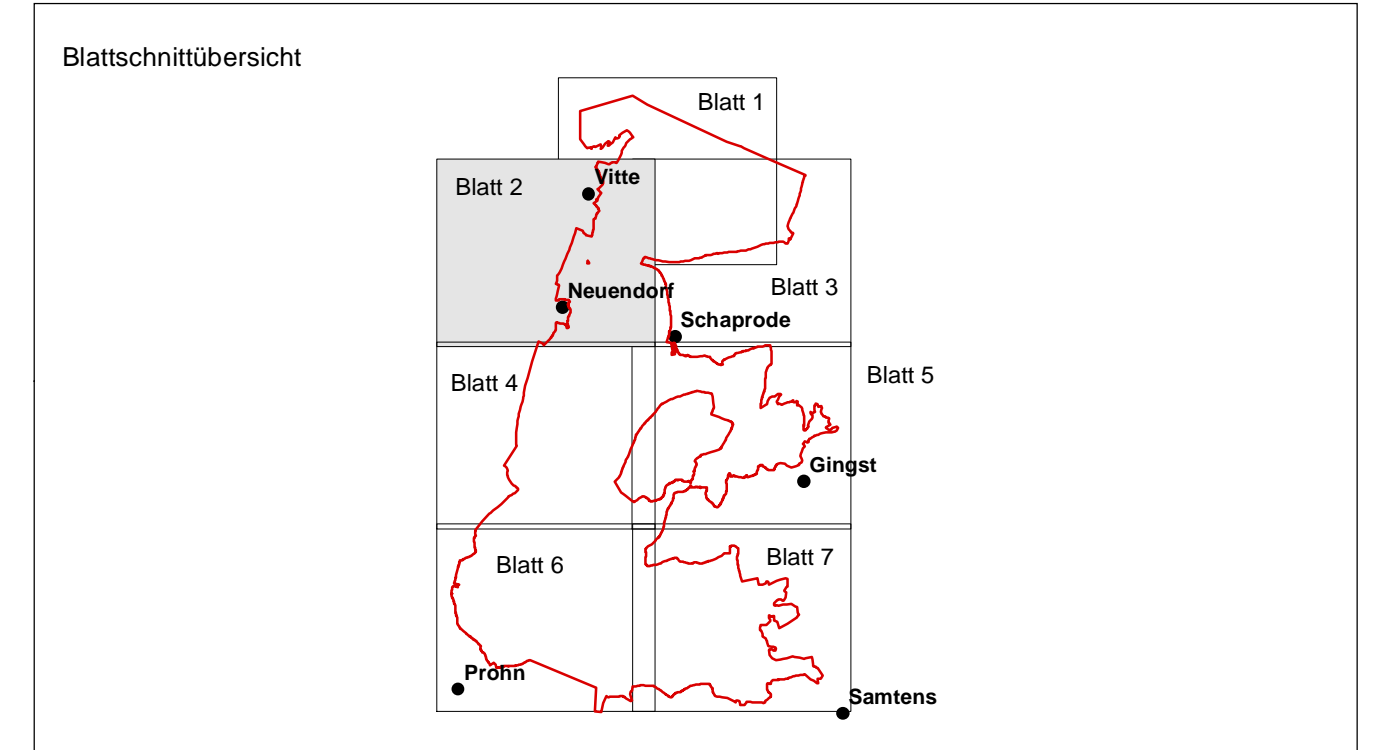 Blattschnittübersicht
Blatt 1
Blatt 2
Vitte
Neuendorf
Blatt 3
Schaprode
Blatt 4
Blatt 5
Gingst
Blatt 6
Blatt 7
Prohn
Samtens